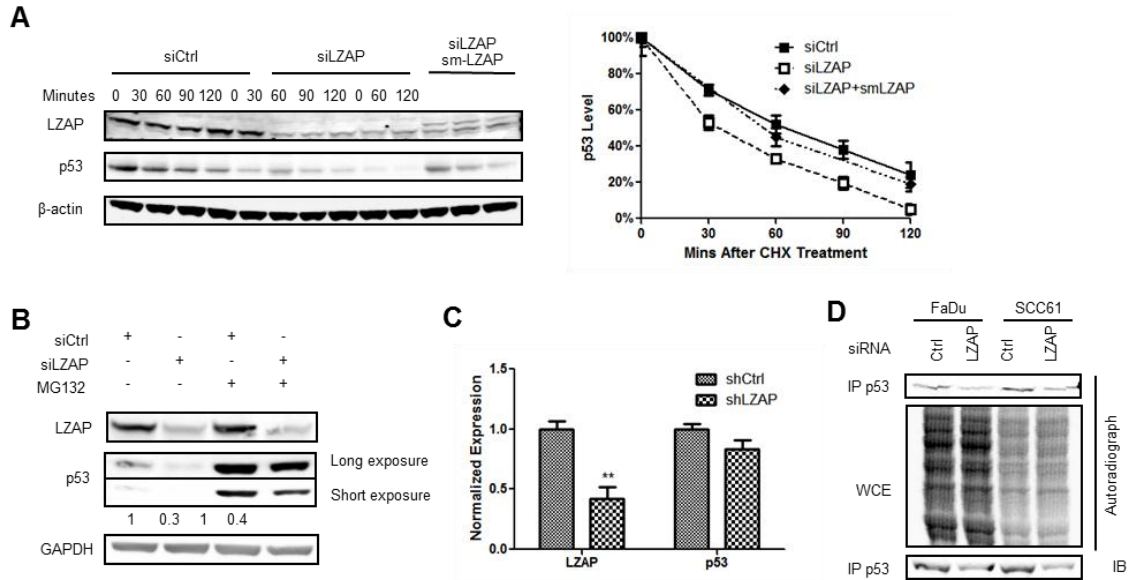 A
siCtrl siLZAP siLZAP
sm-LZAP
Minutes 0 30 60 90 120 0 30 60 90 120 0 60 120
LZAP
p53
β-actin
100%
80%
60%
40%
20%
0%
p53 Level
siCtrl
siLZAP
siLZAP+smLZAP
0 30 60 90 120
Mins After CHX Treatment
B
siCtrl + - + -
siLZAP - + - +
MG132 - - + +
LZAP
p53
Long exposure
Short exposure
1 0.3 1 0.4
GAPDH
C
1.5
1.0
0.5
0.0
Normalized Expression
shCtrl
shLZAP
**
LZAP p53
D
FaDu SCC61
siRNA Ctrl LZAP Ctrl LZAP
IP p53
WCE
Autoradiograph
IP p53 IB